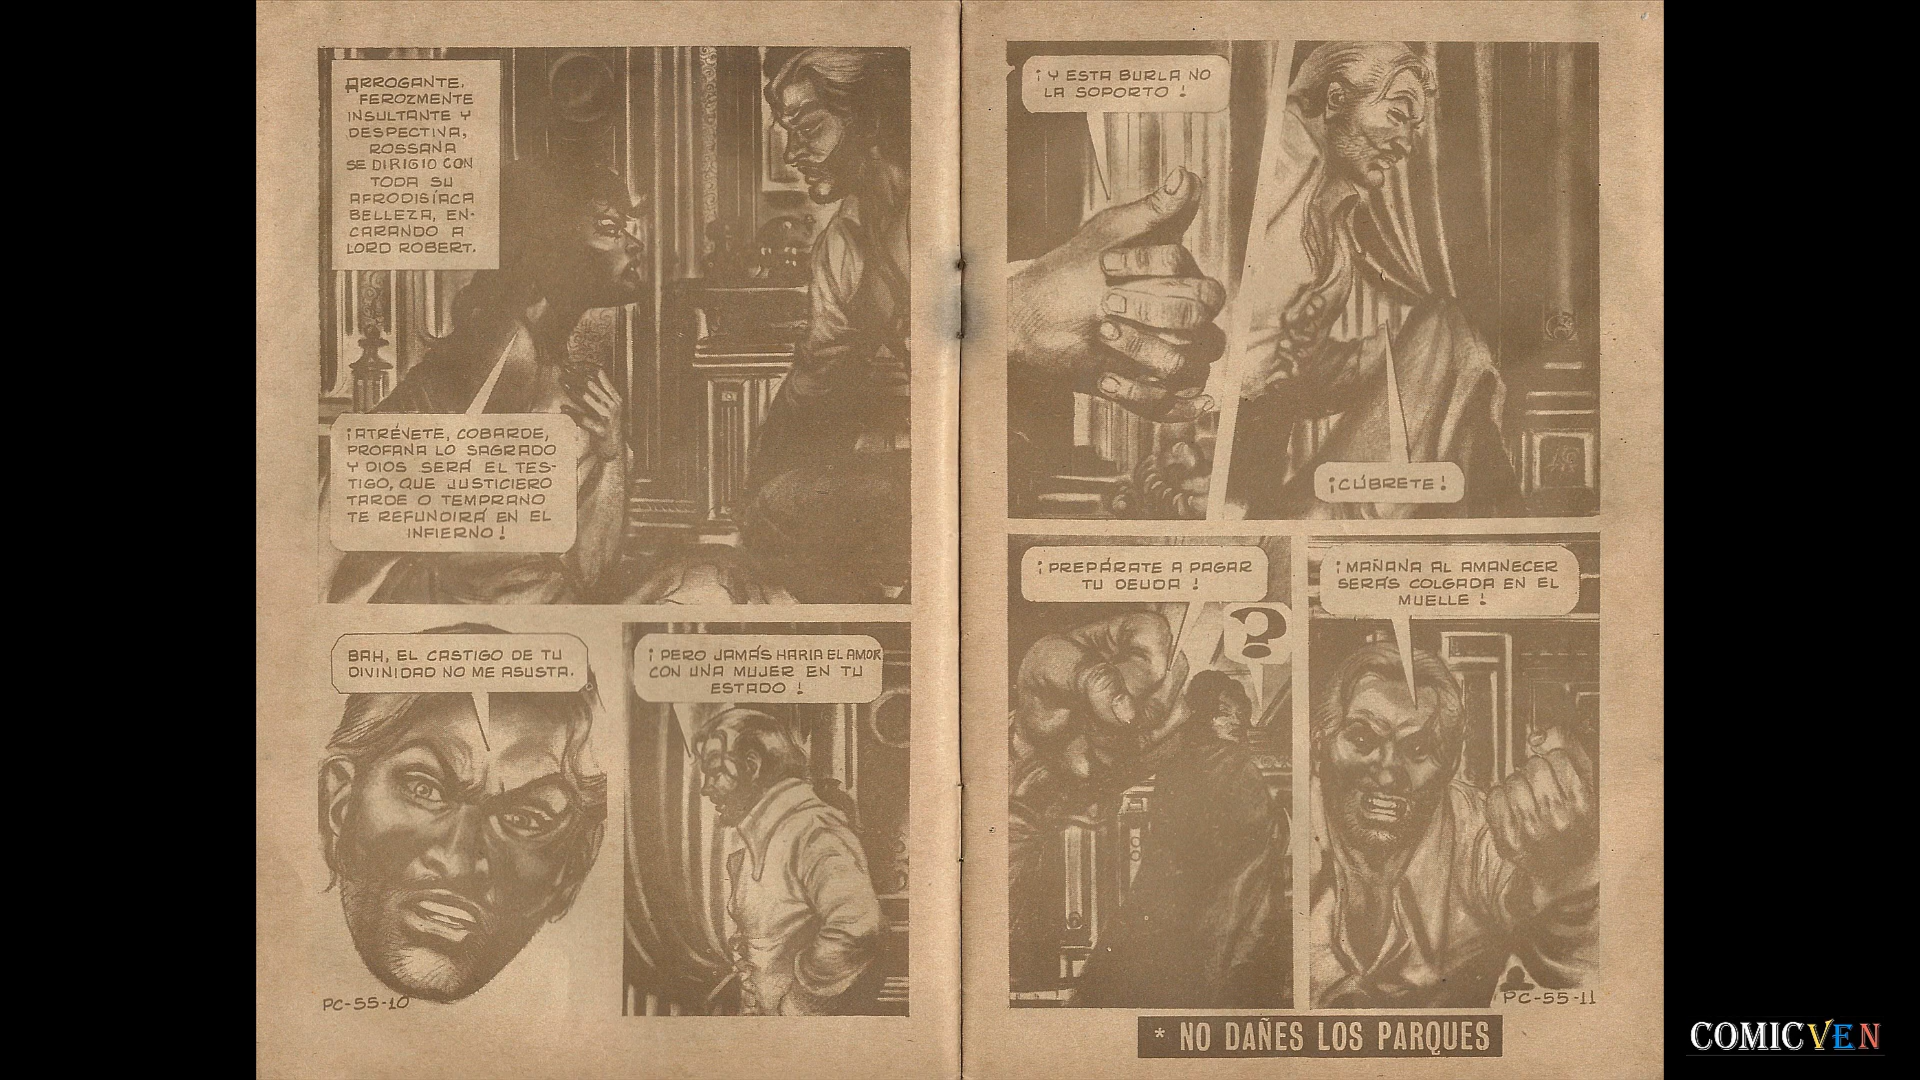 ARROGANTE,
FEROZMENTE
INSULTANTE Y
DESPECTIVA,
ROSSANA
SE DIRIGIO CON
TODA SU
AFRODISÍACA
BELLEZA, EN-
CARANDO A
LORD ROBERT.
¡ATRÉVETE, COBARDE,
PROFANA LO SAGRADO
Y DIOS SERÁ EL TES-
TIGO, QUE JUSTICIERO
TARDE O TEMPRANO
TE REFUNDIRÁ EN EL
INFIERNO!
BAH, EL CASTIGO DE TU
DIVINIDAD NO ME ASUSTA.
¡PERO JAMÁS HARIA EL AMOR
CON UNA MUJER EN TU
ESTADO!
PC-55-10
¡Y ESTA BURLA NO
LA SOPORTO!
¡CÚBRETE!
¡PREPÁRATE A PAGAR
TU DEUDA!
?
¡MAÑANA AL AMANECER
SERÁS COLGADA EN EL
MUELLE!
PC-55-11
* NO DAÑES LOS PARQUES
COMICVEN